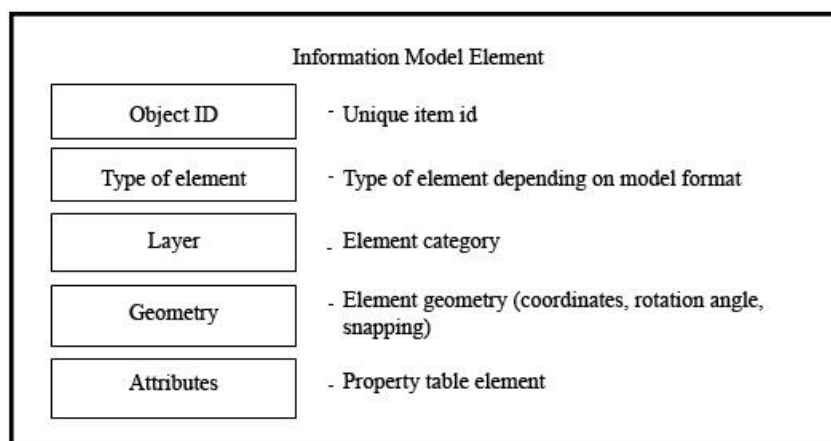 Information Model Element
Object ID - Unique item id
Type of element - Type of element depending on model format
Layer - Element category
Geometry - Element geometry (coordinates, rotation angle,
snapping)
Attributes - Property table element